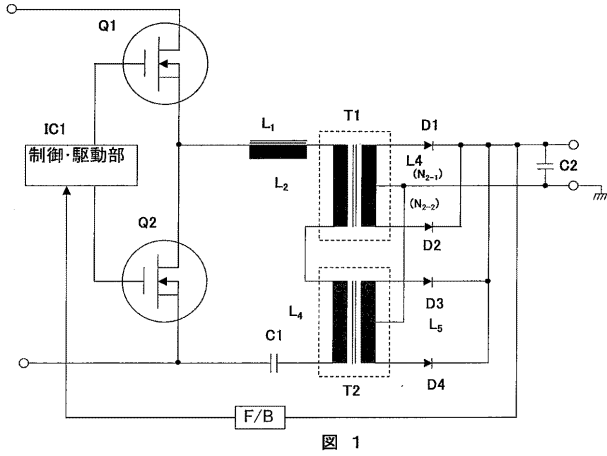 Q1
IC1
制御・駆動部
Q2
L₁
L₂
T1
D1
L4
(N₂₋₁)
(N₂₋₂)
C2
D2
D3
L₄
L₅
C1
T2
D4
F/B
図 1